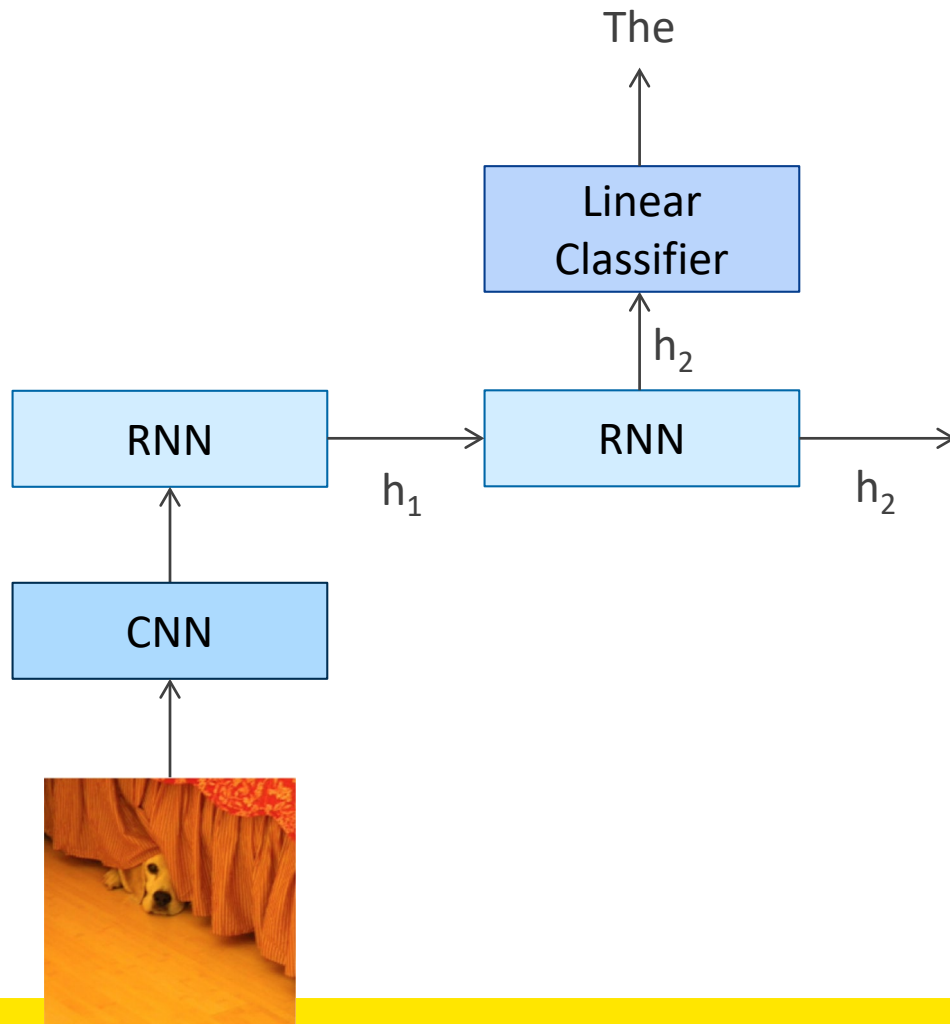 The
Linear
Classifier
h₂
RNN
RNN
h₁
h₂
CNN